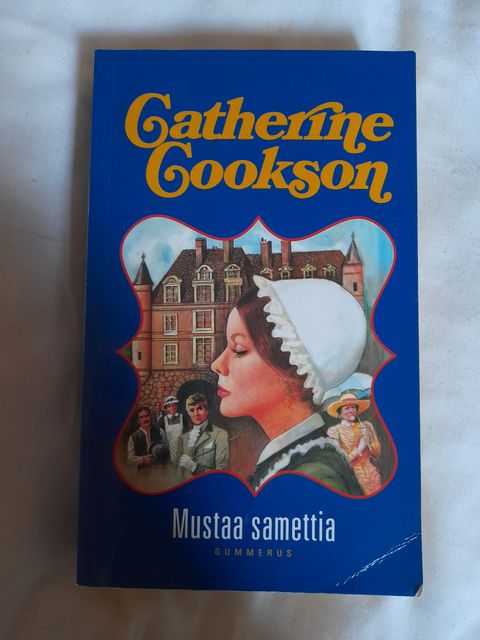 Catherine
Cookson
Mustaa samettia
GUMMERUS